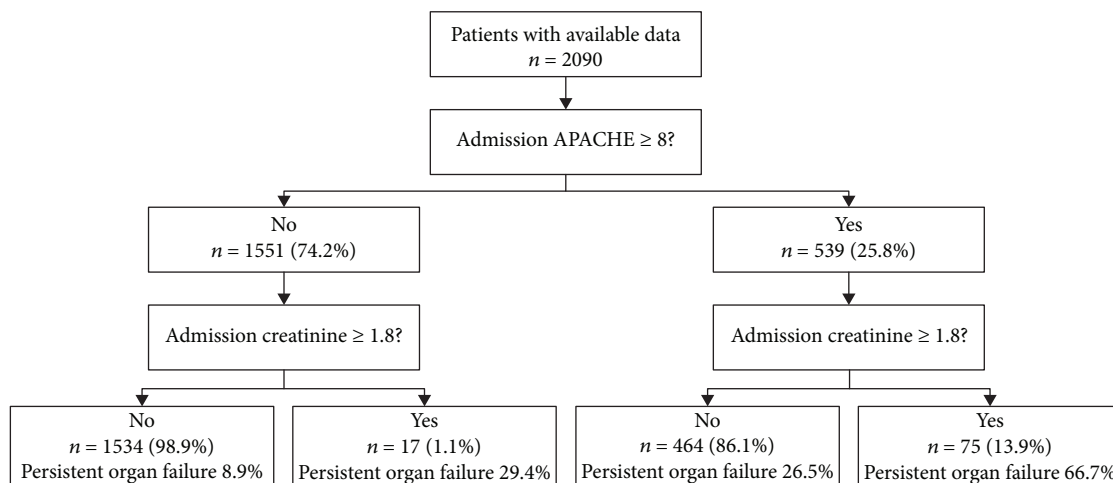 Patients with available data
n = 2090
Admission APACHE ≥ 8?
No
n = 1551 (74.2%)
Yes
n = 539 (25.8%)
Admission creatinine ≥ 1.8?
Admission creatinine ≥ 1.8?
No
n = 1534 (98.9%)
Persistent organ failure 8.9%
Yes
n = 17 (1.1%)
Persistent organ failure 29.4%
No
n = 464 (86.1%)
Persistent organ failure 26.5%
Yes
n = 75 (13.9%)
Persistent organ failure 66.7%